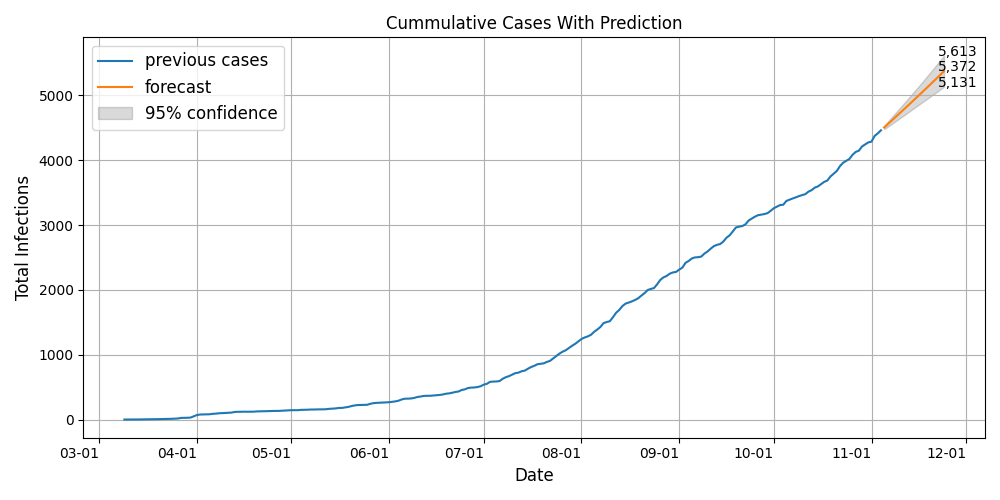 Cummulative Cases With Prediction
previous cases
forecast
95% confidence
5,613
5,372
5,131
Total Infections
5000
4000
3000
2000
1000
0
03-01 04-01 05-01 06-01 07-01 08-01 09-01 10-01 11-01 12-01
Date